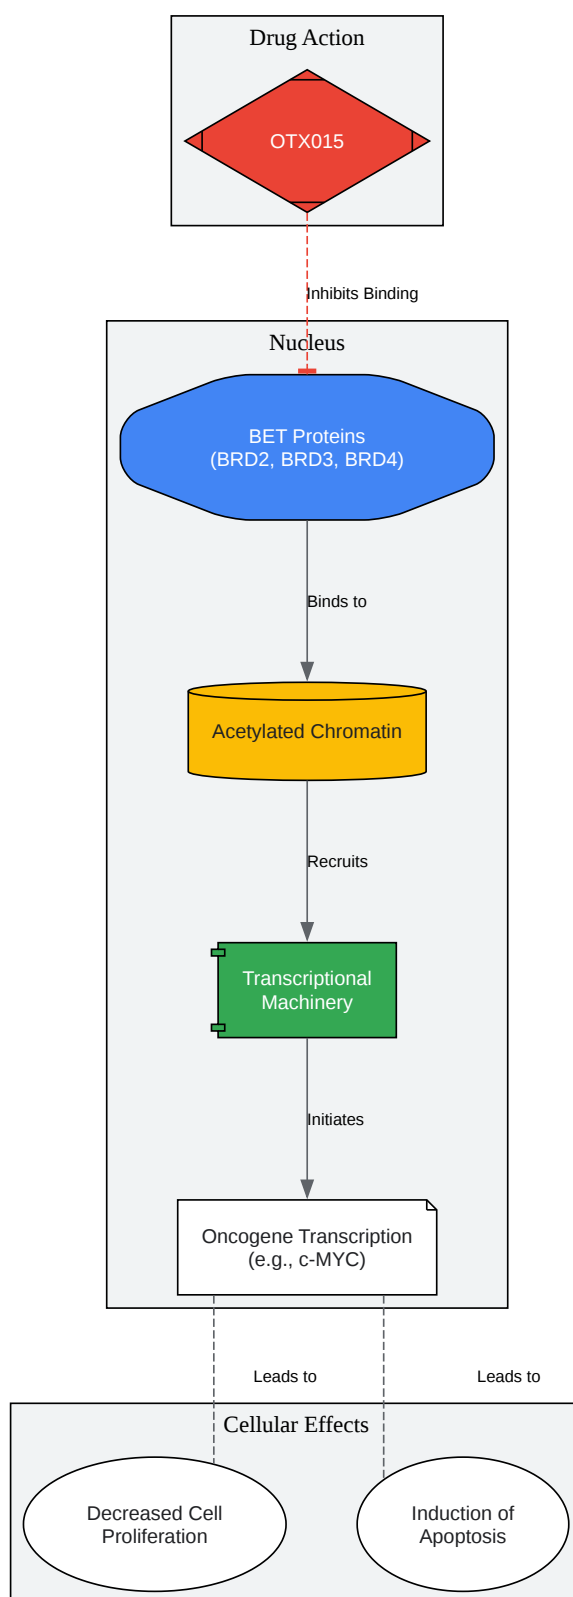 Drug Action
OTX015
Inhibits Binding
Nucleus
BET Proteins
(BRD2, BRD3, BRD4)
Binds to
Acetylated Chromatin
Recruits
Transcriptional
Machinery
Initiates
Oncogene Transcription
(e.g., c-MYC)
Leads to
Leads to
Cellular Effects
Decreased Cell
Proliferation
Induction of
Apoptosis